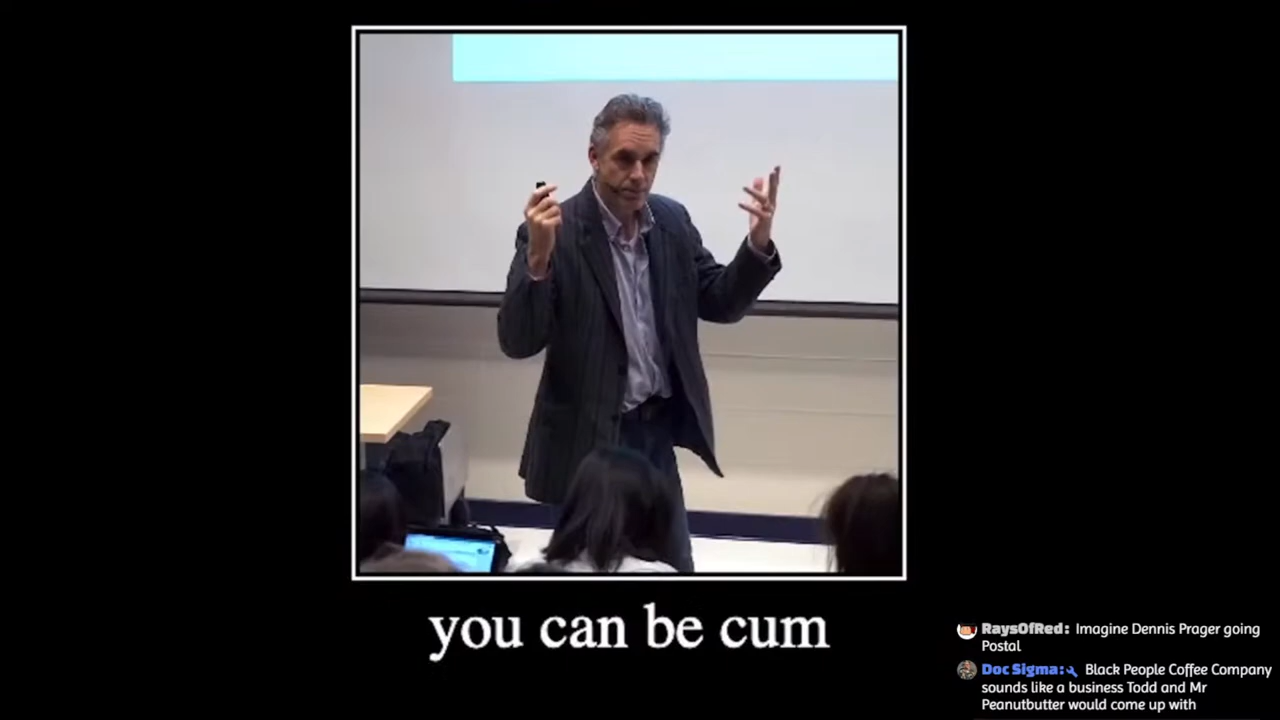 you can be cum
RaysOfRed: Imagine Dennis Prager going
Postal
Doc Sigma: Black People Coffee Company
sounds like a business Todd and Mr
Peanutbutter would come up with